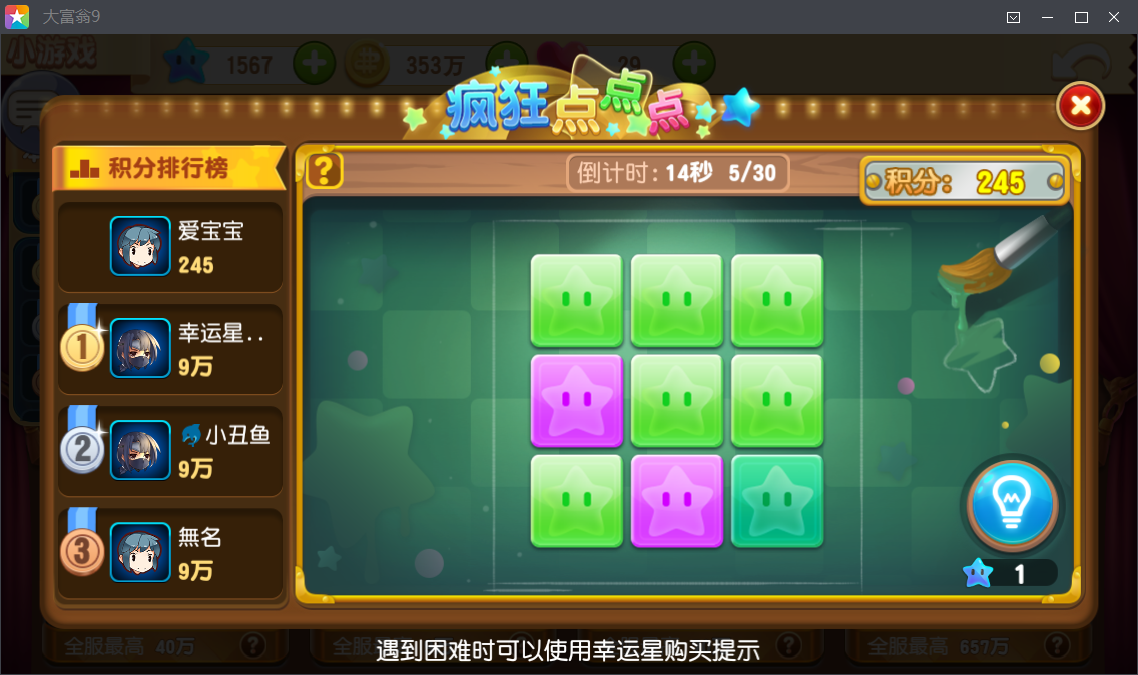 大富翁9
小游戏
1567
353万
29
疯狂点点点
积分排行榜
?
倒计时:14秒 5/30
积分: 245
爱宝宝
245
1
幸运星..
9万
2
小丑鱼
9万
3
無名
9万
1
全服最高 40万 ?
全服最高 657万 ?
遇到困难时可以使用幸运星购买提示